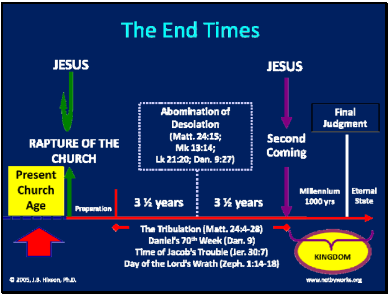 The End Times
JESUS
JESUS
Abomination of
Desolation
(Matt. 24:15;
Mk 13:14;
Lk 21:20; Dan. 9:27)
Final
Judgment
RAPTURE OF THE
CHURCH
Second
Coming
Present
Church
Age
Preparation
3 ½ years
3 ½ years
Millennium
1000 yrs
Eternal
State
The Tribulation (Matt. 24:4-28)
Daniel's 70th Week (Dan. 9)
Time of Jacob's Trouble (Jer. 30:7)
Day of the Lord's Wrath (Zeph. 1:14-18)
KINGDOM
© 2005, J.B. Hixson, Ph.D.
www.notbyworks.org